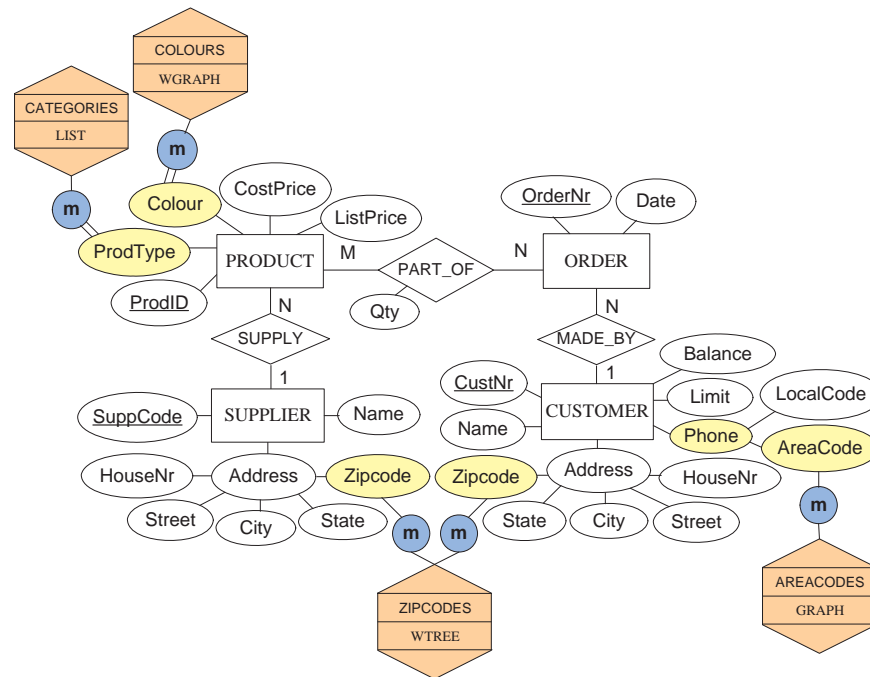 COLOURS
WGRAPH
CATEGORIES
LIST
m
m
CostPrice
Colour
ListPrice
OrderNr
Date
ProdType
PRODUCT
M
PART_OF
N
ORDER
ProdID
Qty
N
N
SUPPLY
MADE_BY
Balance
1
1
CustNr
Limit
LocalCode
SuppCode
SUPPLIER
Name
CUSTOMER
Name
Phone
AreaCode
HouseNr
Address
Zipcode
Zipcode
Address
HouseNr
Street
City
State
State
City
Street
m
m
m
ZIPCODES
WTREE
AREACODES
GRAPH